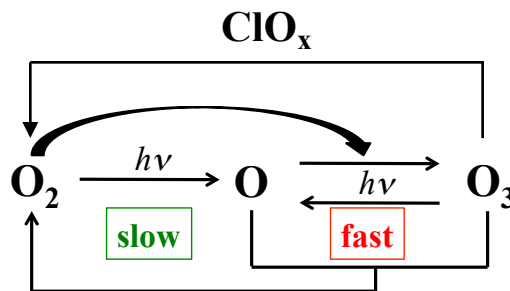 ClOₓ
O₂ hν O hν O₃
slow fast